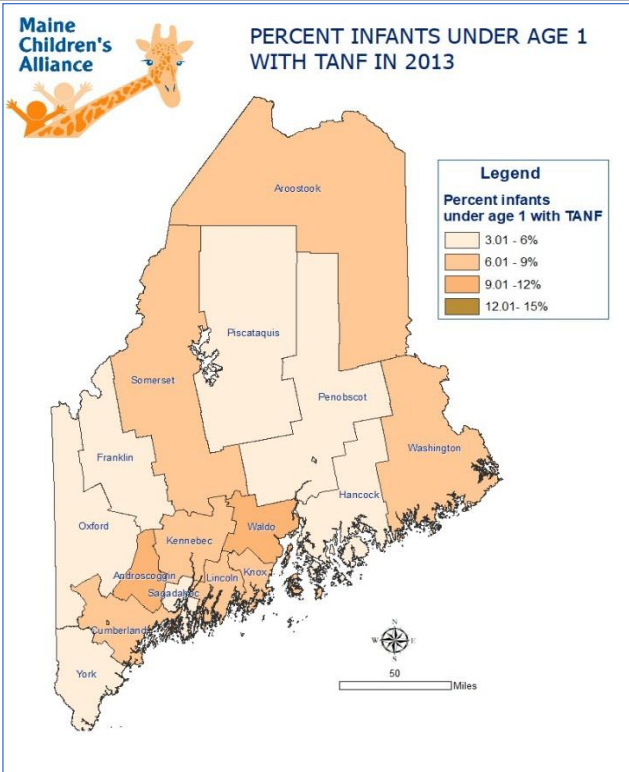 Maine
Children's
Alliance
PERCENT INFANTS UNDER AGE 1
WITH TANF IN 2013
Legend
Percent infants
under age 1 with TANF
3.01 - 6%
6.01 - 9%
9.01 -12%
12.01- 15%
Aroostook
Piscataquis
Somerset
Penobscot
Franklin
Washington
Hancock
Oxford
Waldo
Kennebec
Androscoggin
Lincoln
Knox
Sagadahoc
Cumberland
York
N
W
E
S
50
Miles